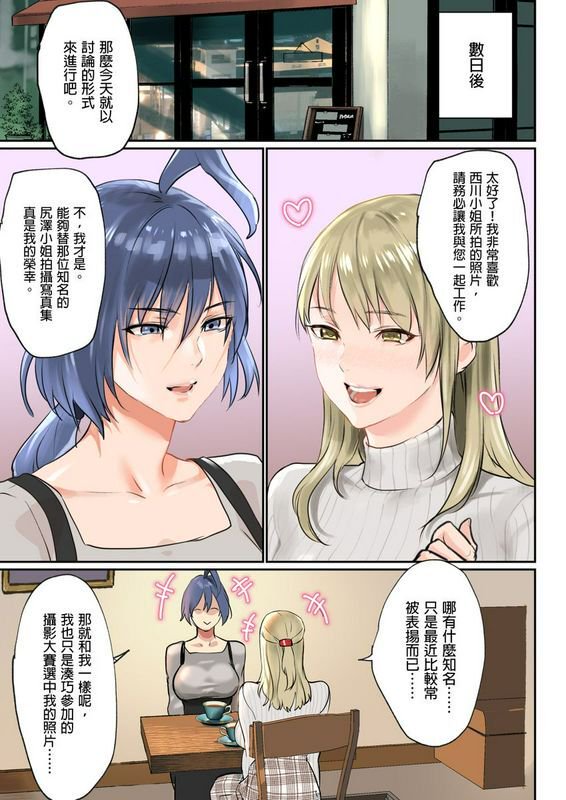 數日後
那麼今天就以
討論的形式
來進行吧。
太好了！我非常喜歡
西川小姐所拍的照片，
請務必讓我與您一起工作。
不，我才是。
能夠替那位知名的
尻澤小姐拍攝寫真集
真是我的榮幸。
哪有什麼知名……
只是最近比較常
被表揚而已……
那就和我一樣呢，
我也只是湊巧參加的
攝影大賽選中我的照片……